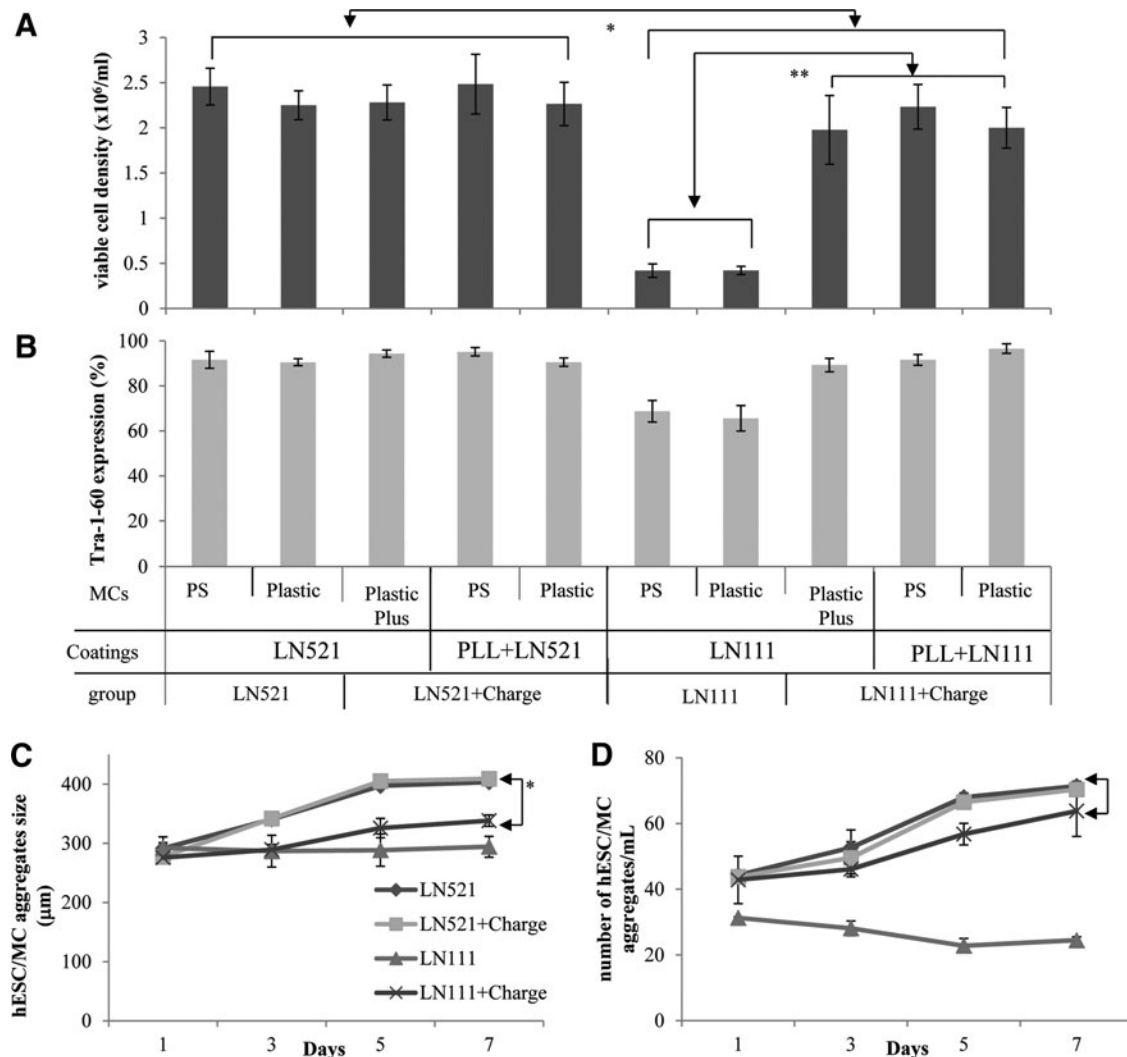 A
viable cell density (x10⁶/ml)
3
2.5
2
1.5
1
0.5
0
*
**
B
Tra-1-60 expression (%)
100
80
60
40
20
0
MCs PS Plastic Plastic Plus PS Plastic PS Plastic Plastic Plus PS Plastic
Coatings LN521 PLL+LN521 LN111 PLL+LN111
group LN521 LN521+Charge LN111 LN111+Charge
C
hESC/MC aggregates size
(µm)
400
300
200
100
0
*
LN521
LN521+Charge
LN111
LN111+Charge
1 3 5 7
Days
D
number of hESC/MC
aggregates/mL
80
60
40
20
0
1 3 5 7
Days